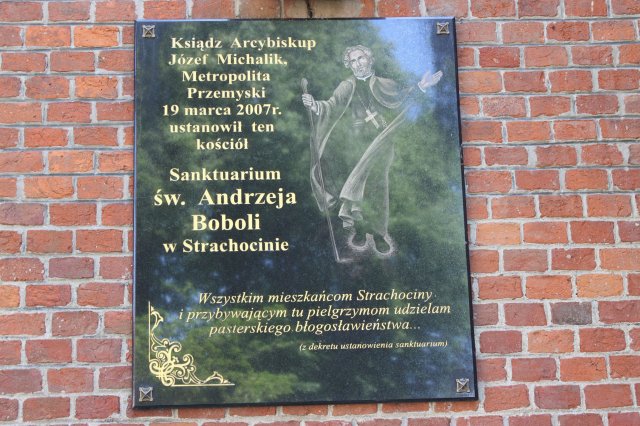 Ksiądz Arcybiskup
Józef Michalik,
Metropolita
Przemyski
19 marca 2007r.
ustanowił ten
kościół
Sanktuarium
św. Andrzeja
Boboli
w Strachocinie
Wszystkim mieszkańcom Strachociny
i przybywającym tu pielgrzymom udzielam
pasterskiego błogosławieństwa...
(z dekretu ustanowienia sanktuarium)